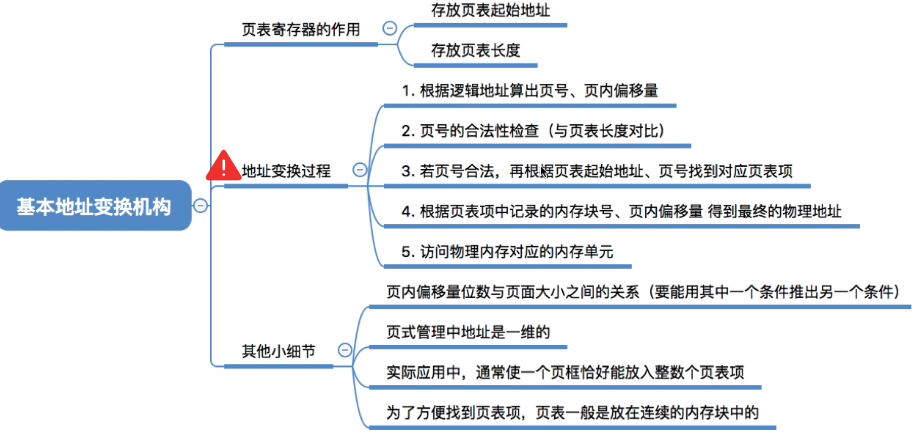 基本地址变换机构
页表寄存器的作用
存放页表起始地址
存放页表长度
地址变换过程
1. 根据逻辑地址算出页号、页内偏移量
2. 页号的合法性检查（与页表长度对比）
3. 若页号合法，再根据页表起始地址、页号找到对应页表项
4. 根据页表项中记录的内存块号、页内偏移量 得到最终的物理地址
5. 访问物理内存对应的内存单元
其他小细节
页内偏移量位数与页面大小之间的关系（要能用其中一个条件推出另一个条件）
页式管理中地址是一维的
实际应用中，通常使一个页框恰好能放入整数个页表项
为了方便找到页表项，页表一般是放在连续的内存块中的